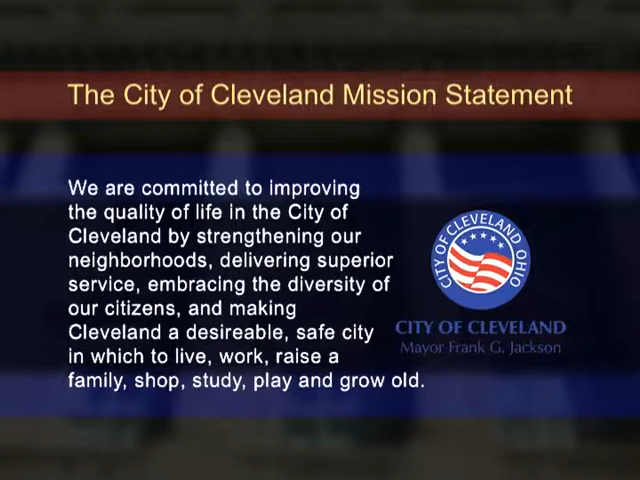 The City of Cleveland Mission Statement
We are committed to improving
the quality of life in the City of
Cleveland by strengthening our
neighborhoods, delivering superior
service, embracing the diversity of
our citizens, and making
Cleveland a desireable, safe city
in which to live, work, raise a
family, shop, study, play and grow old.
CITY OF CLEVELAND OHIO
CITY OF CLEVELAND
Mayor Frank G. Jackson